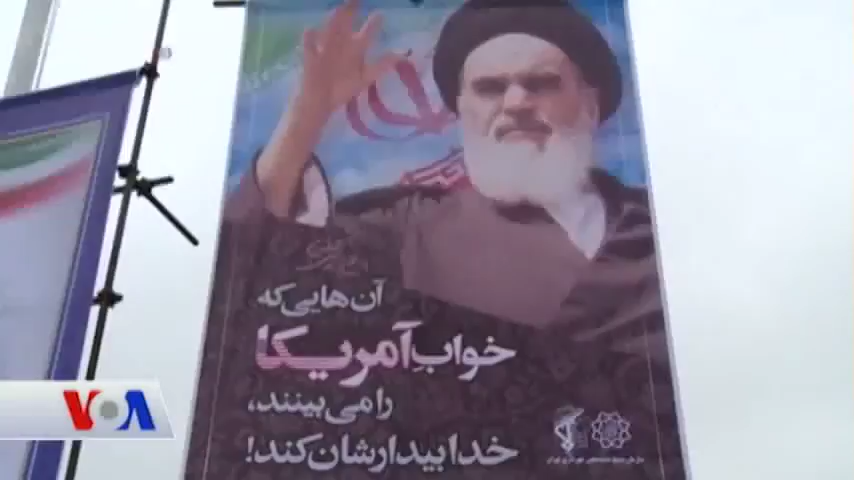 آن‌هایی‌که
خوابِ آمریکا
را می‌بینند،
خدا بیدارشان‌کند!
VOA